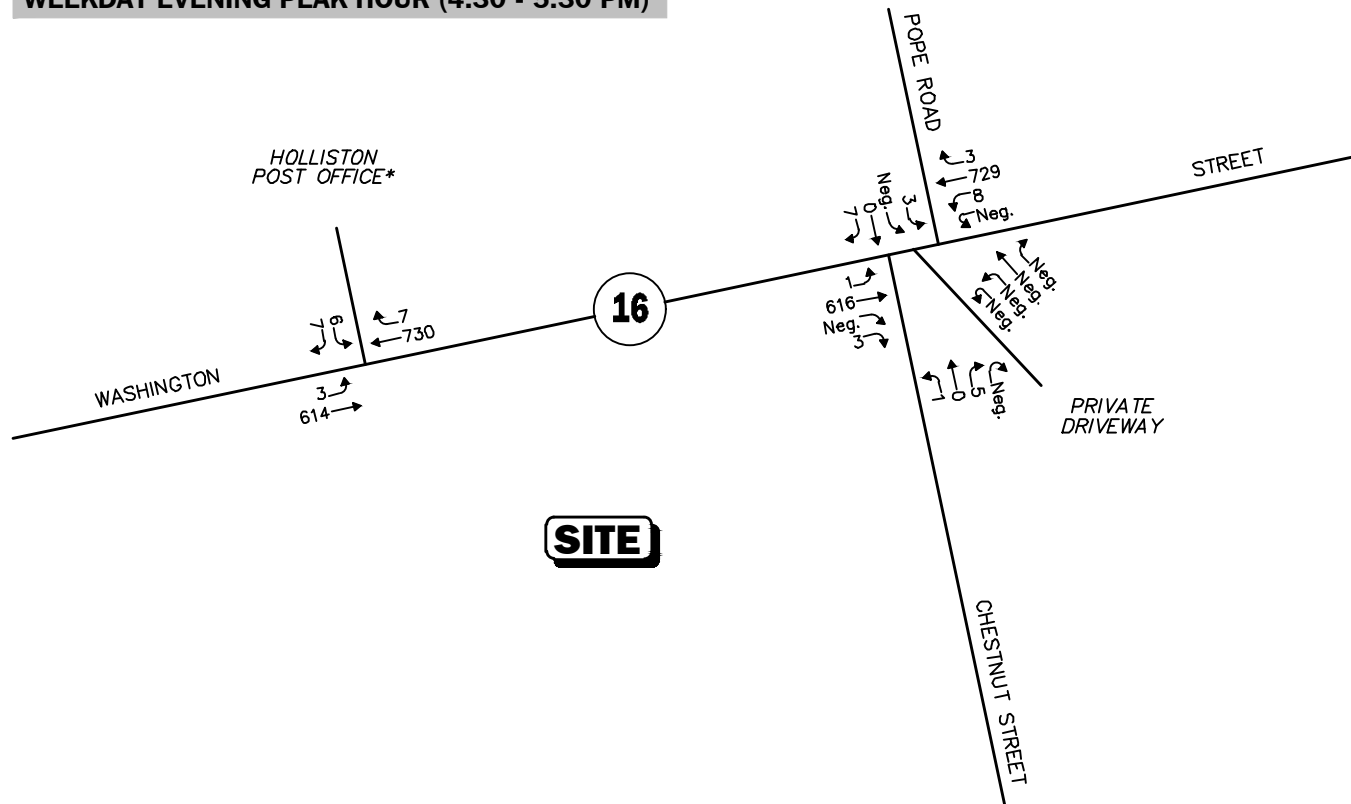 WEEKDAY EVENING PEAK HOUR (4:30 - 5:30 PM)
POPE ROAD
HOLLISTON
POST OFFICE*
STREET
3
729
8
Neg.
7
0
Neg.
3
16
1
616
Neg.
3
Neg.
Neg.
Neg.
Neg.
7
6
7
730
WASHINGTON
3
614
1
0
5
Neg.
PRIVATE
DRIVEWAY
SITE
CHESTNUT STREET